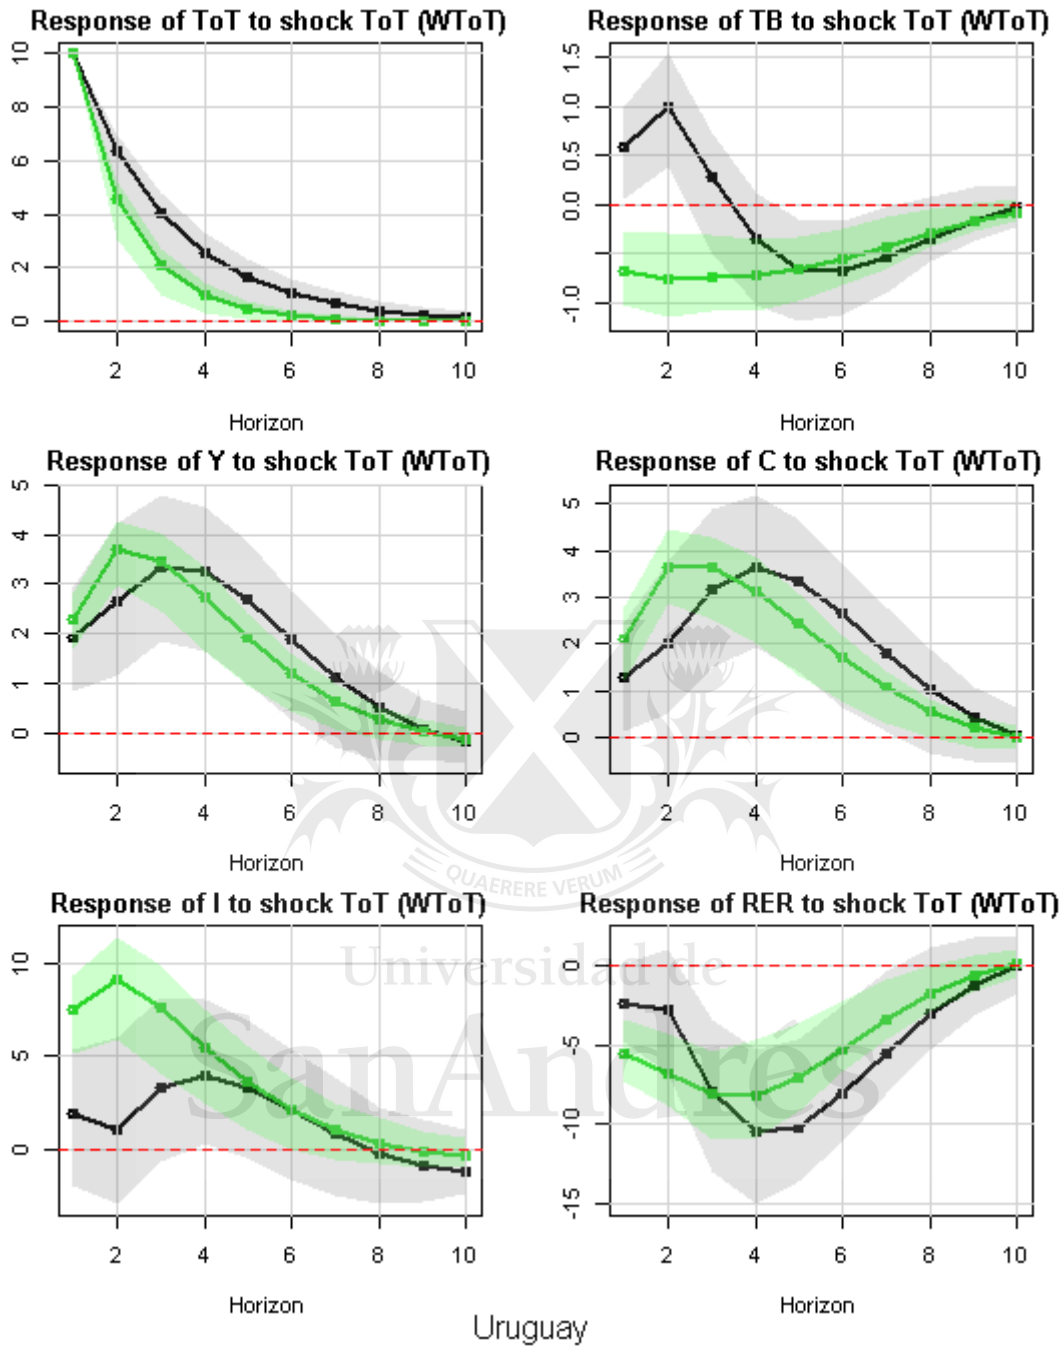 Response of ToT to shock ToT (WToT)
Response of TB to shock ToT (WToT)
10
8
6
4
2
0
1.5
1.0
0.5
0.0
-1.0
2 4 6 8 10
2 4 6 8 10
Horizon
Horizon
Response of Y to shock ToT (WToT)
Response of C to shock ToT (WToT)
5
4
3
2
1
0
5
4
3
2
1
0
2 4 6 8 10
2 4 6 8 10
Horizon
Horizon
QUAERERE VERUM
Response of I to shock ToT (WToT)
Response of RER to shock ToT (WToT)
10
5
0
0
-5
-10
-15
Universidad de
SanAndrés
2 4 6 8 10
2 4 6 8 10
Horizon
Horizon
Uruguay